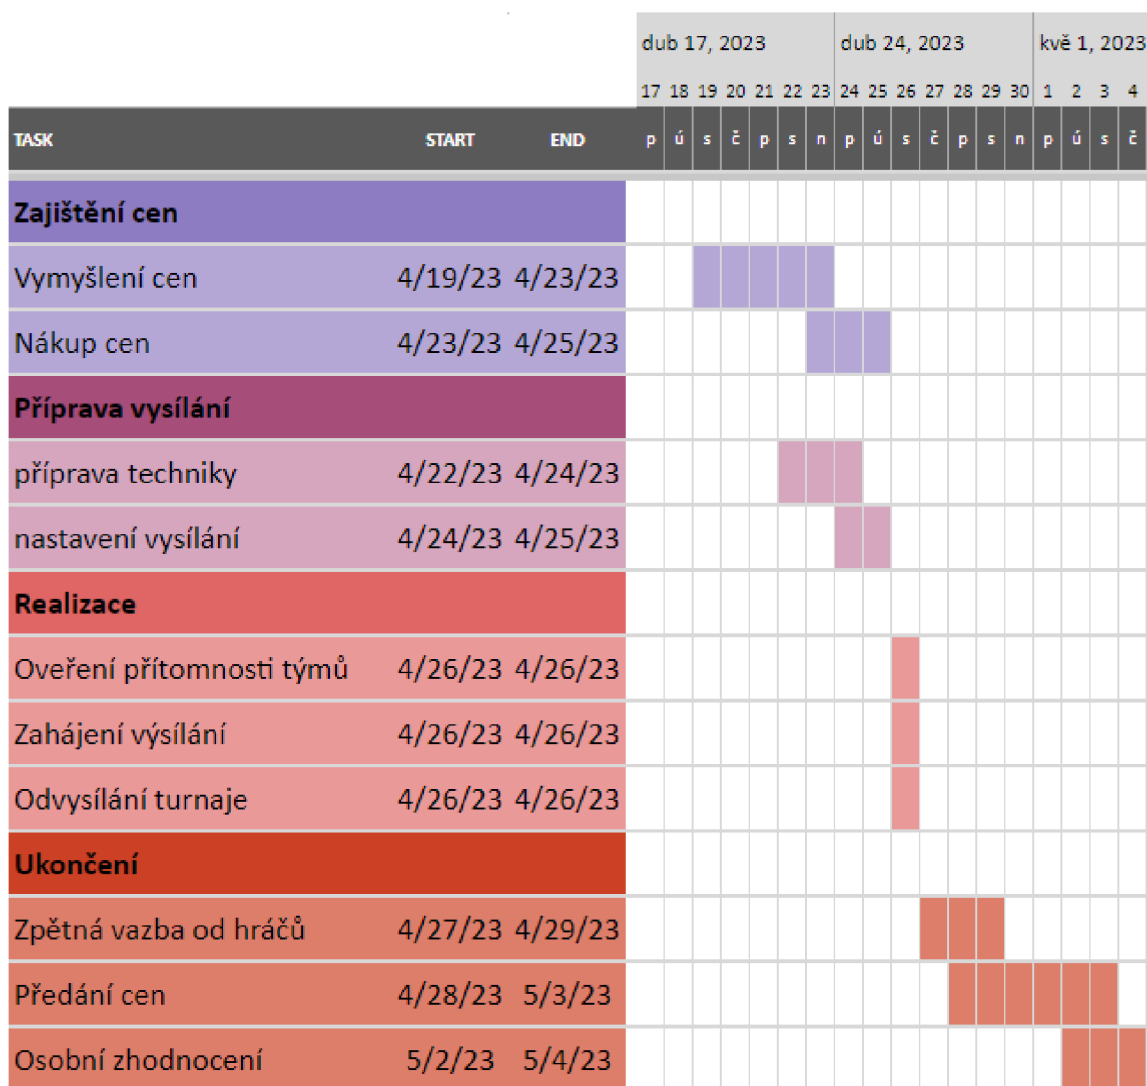 dub 17, 2023 dub 24, 2023 kvě 1, 2023
17 18 19 20 21 22 23 24 25 26 27 28 29 30 1 2 3 4
TASK START END p ú s č p s n p ú s č p s n p ú s č
Zajištění cen
Vymyšlení cen 4/19/23 4/23/23
Nákup cen 4/23/23 4/25/23
Příprava vysílání
příprava techniky 4/22/23 4/24/23
nastavení vysílání 4/24/23 4/25/23
Realizace
Oveření přítomnosti týmů 4/26/23 4/26/23
Zahájení výsílání 4/26/23 4/26/23
Odvysílání turnaje 4/26/23 4/26/23
Ukončení
Zpětná vazba od hráčů 4/27/23 4/29/23
Předání cen 4/28/23 5/3/23
Osobní zhodnocení 5/2/23 5/4/23